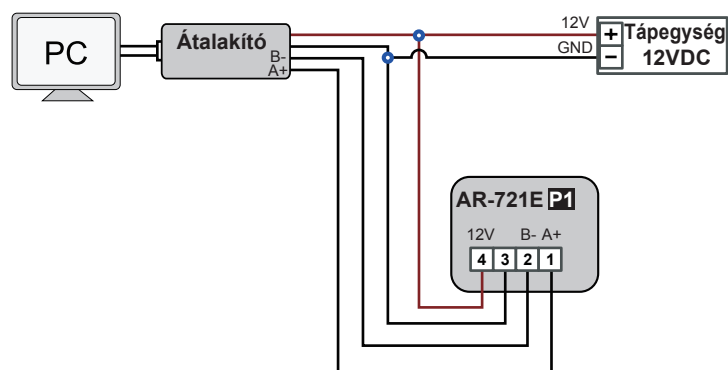 PC
Átalakító
B-
A+
12V
GND
+ Tápegység
− 12VDC
AR-721E P1
12V B- A+
4 3 2 1